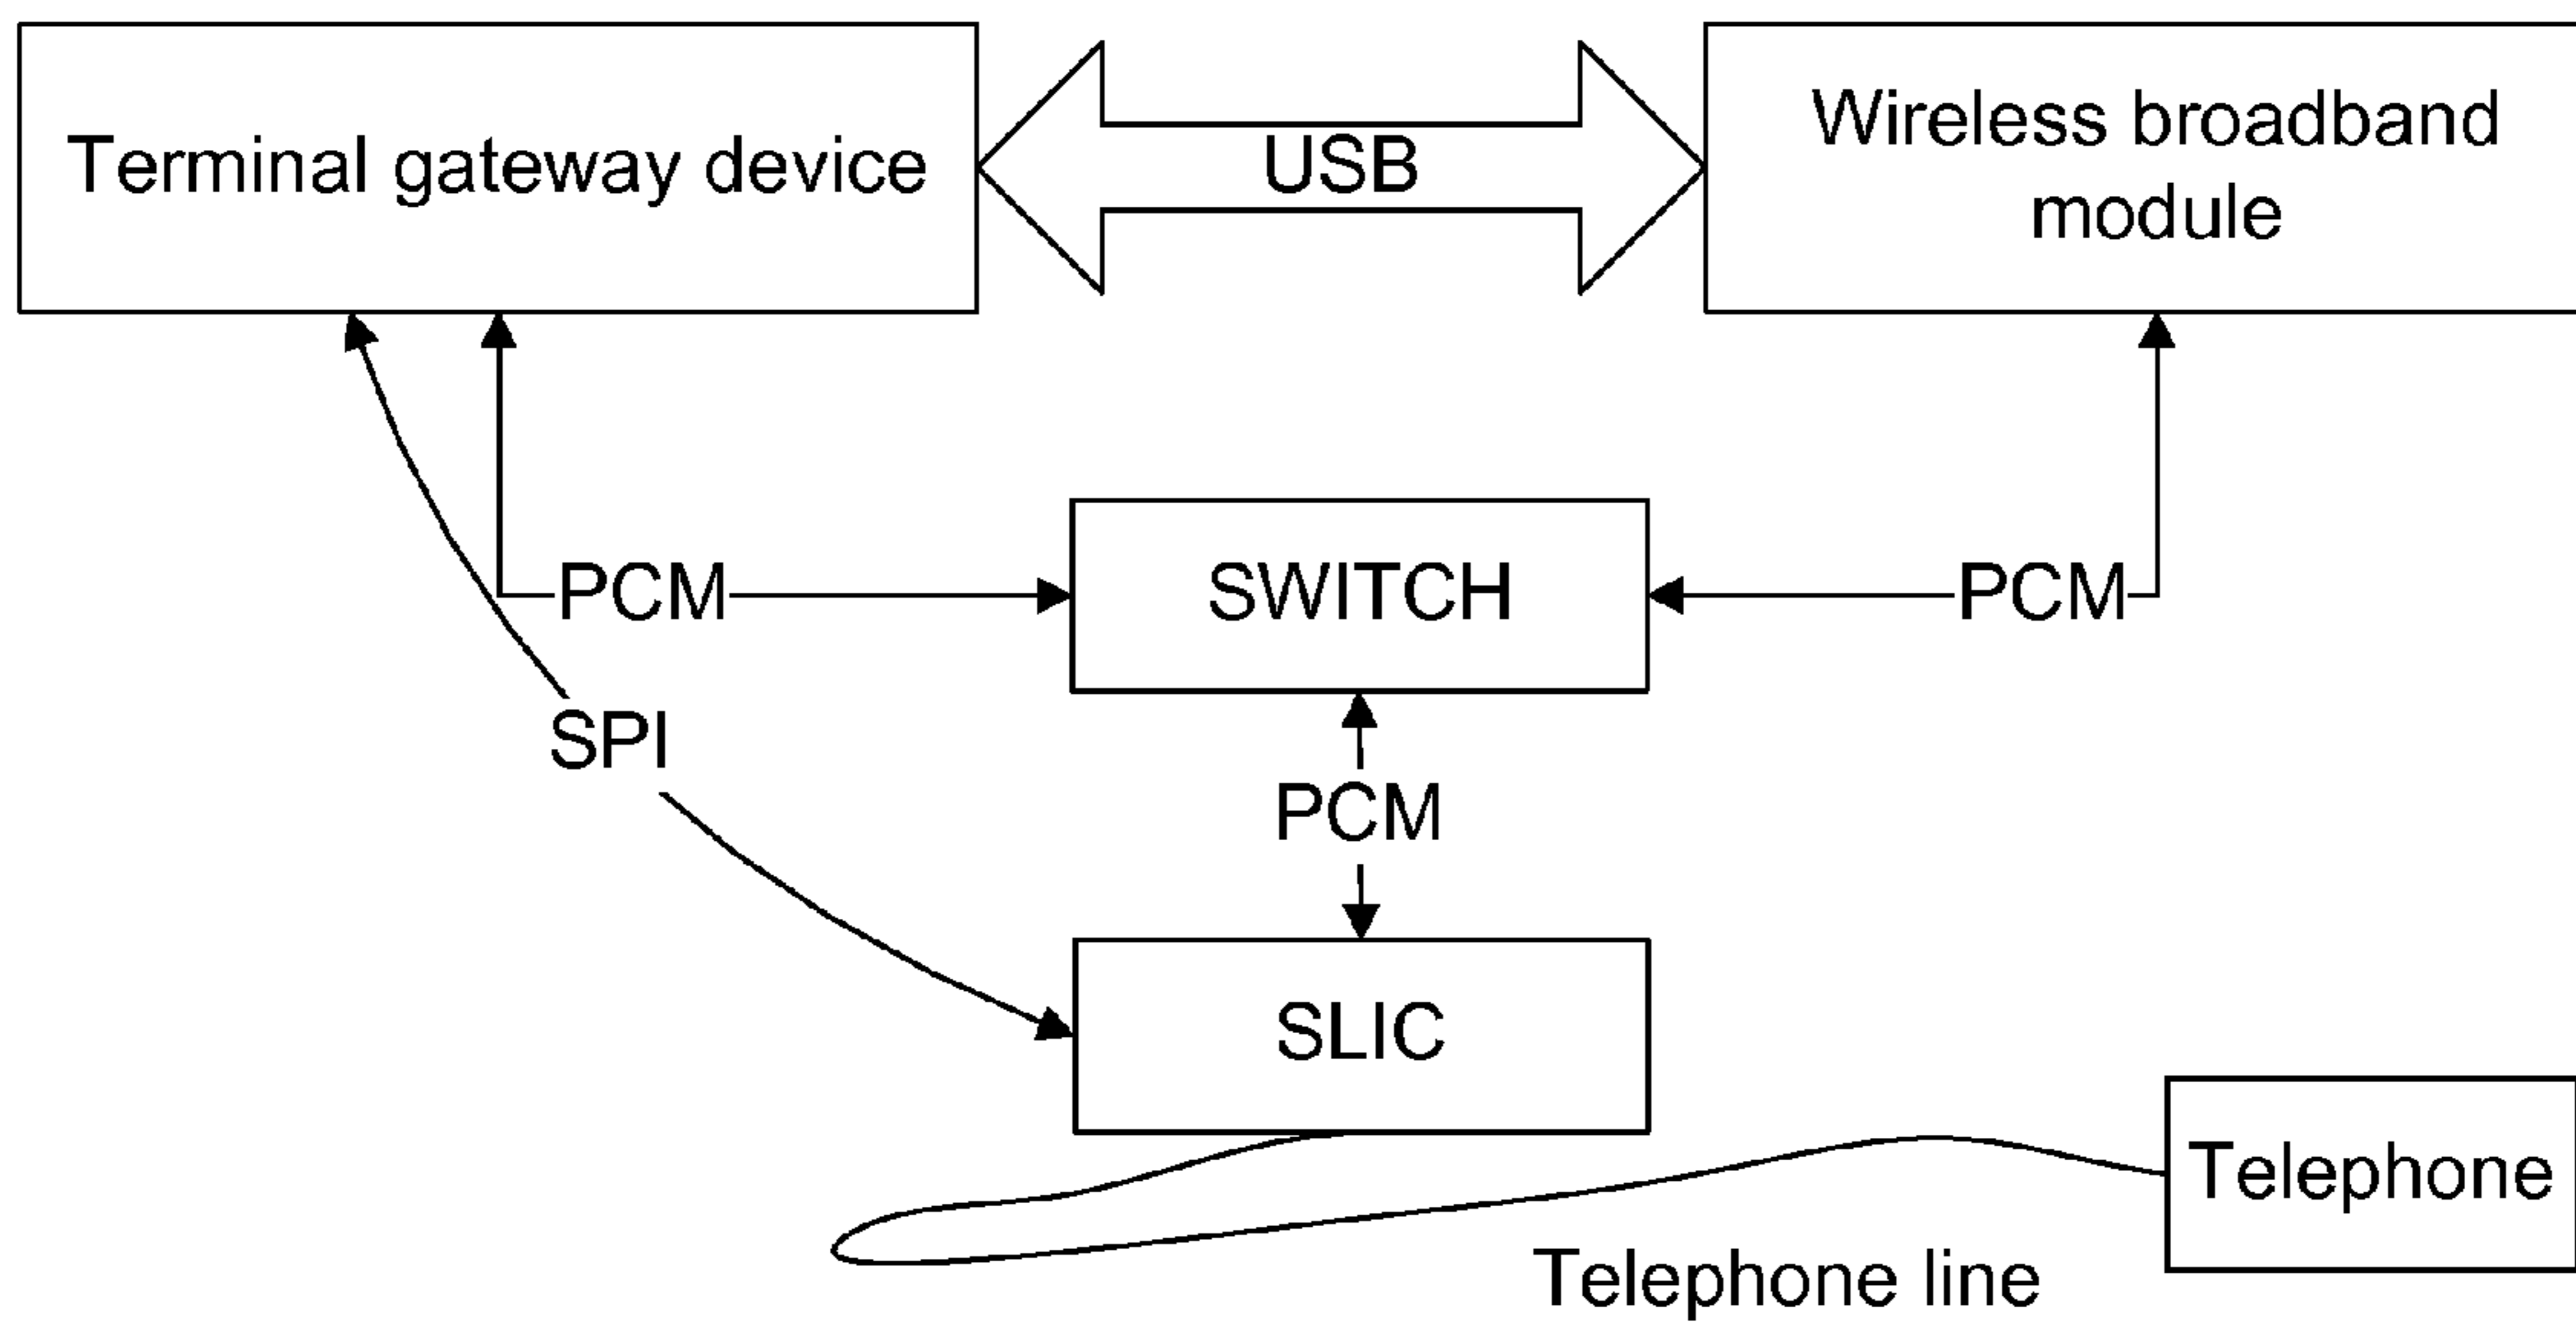 Terminal gateway device
USB
Wireless broadband
module
PCM
SWITCH
PCM
SPI
PCM
SLIC
Telephone
Telephone line